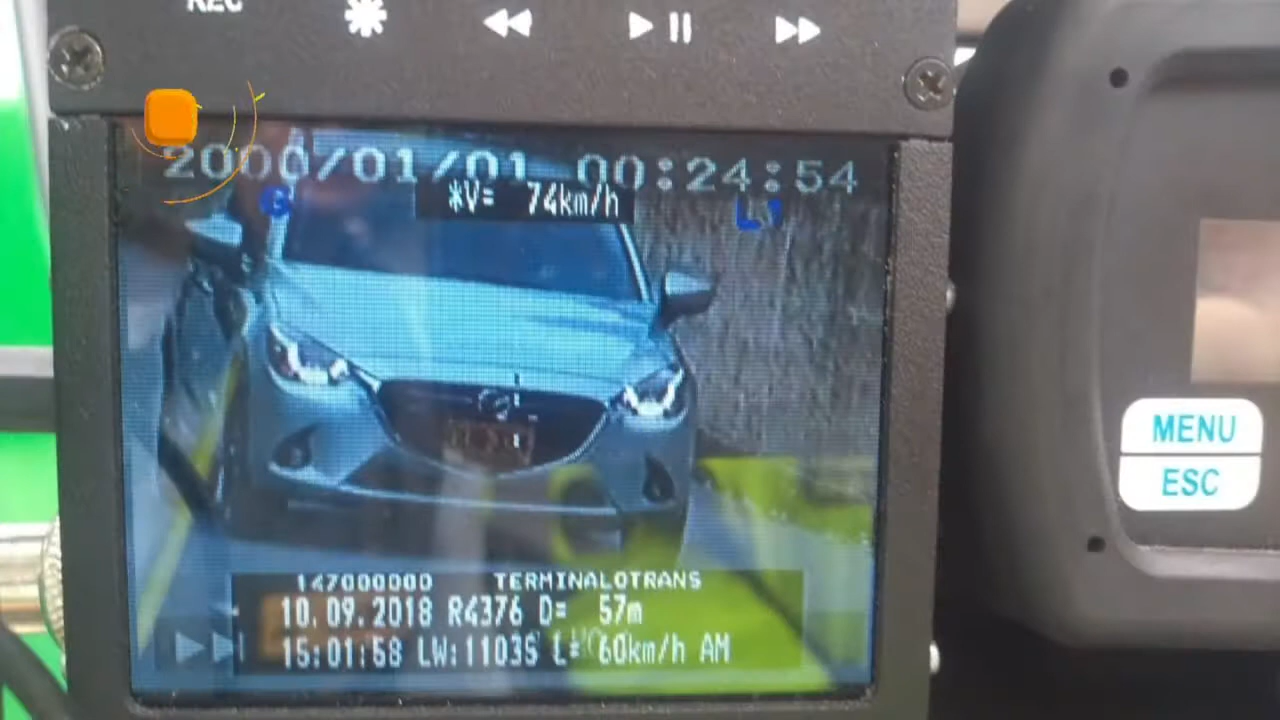 REC
2000/01/01 00:24:54
*V= 74km/h
147000000 TERMINALOTRANS
10.09.2018 R4376 D= 57m
15:01:58 LW:11035 L= 60km/h AM
MENU
ESC